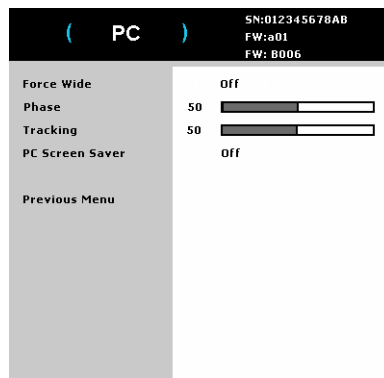 ( PC )
SN:012345678AB
FW:a01
FW: B006
Force Wide Off
Phase 50
Tracking 50
PC Screen Saver Off
Previous Menu